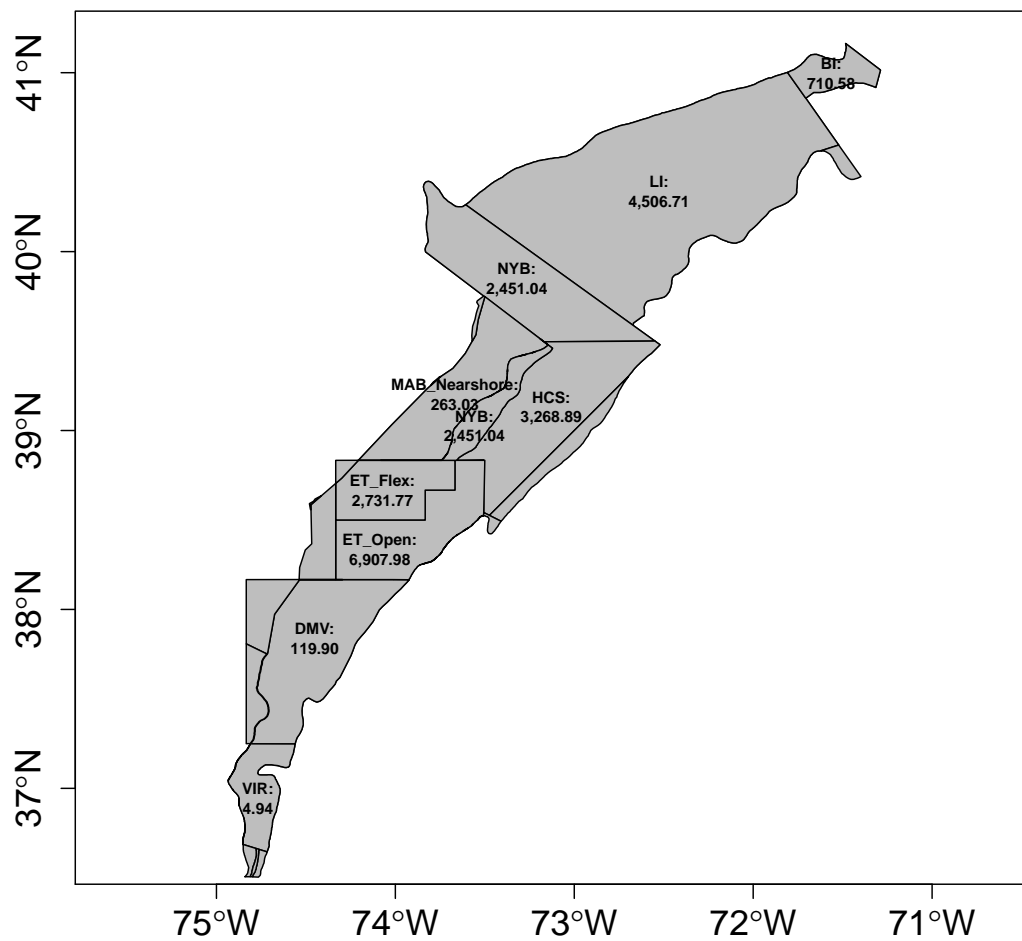 41°N
40°N
39°N
38°N
37°N
BI:
710.58
LI:
4,506.71
NYB:
2,451.04
MAB_Nearshore:
263.03
NYB:
2,451.04
HCS:
3,268.89
ET_Flex:
2,731.77
ET_Open:
6,907.98
DMV:
119.90
VIR:
4.94
75°W
74°W
73°W
72°W
71°W